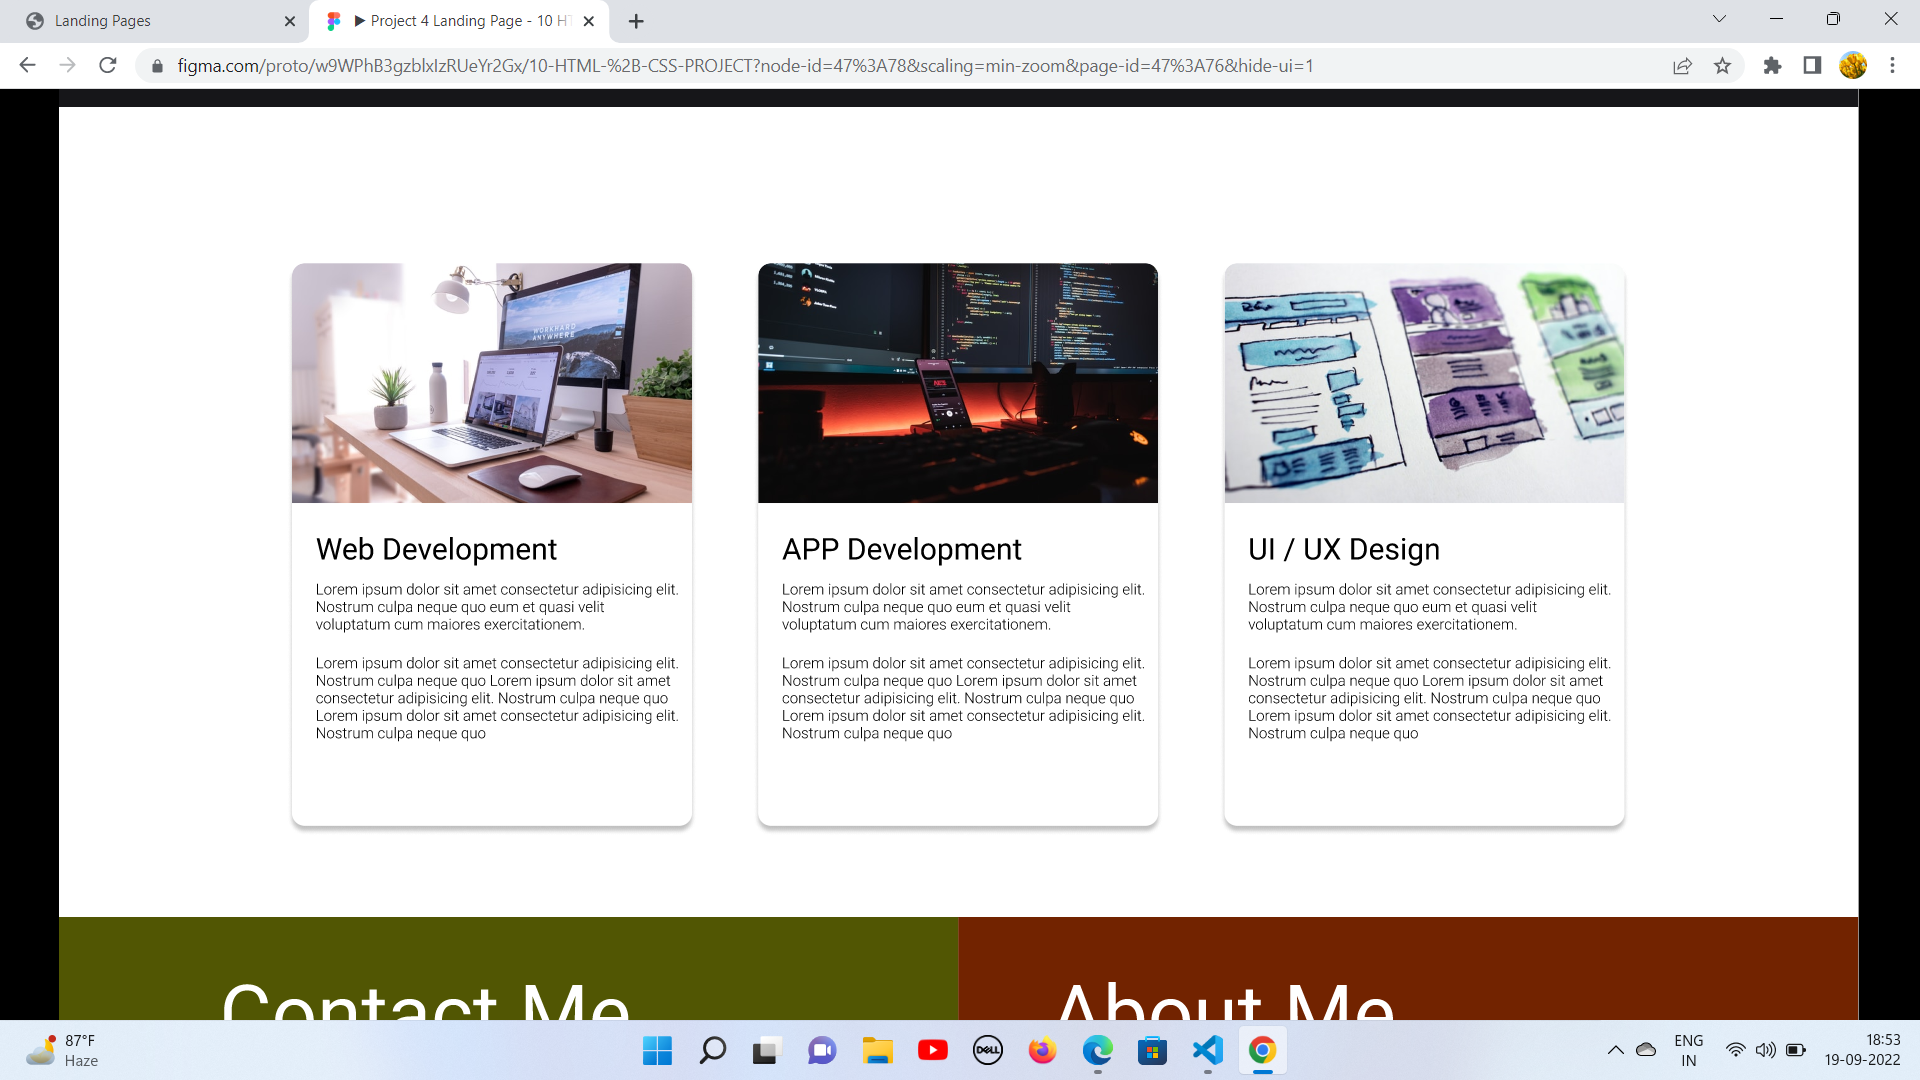 Landing Pages
Project 4 Landing Page - 10 HT
figma.com/proto/w9WPhB3gzblxIzRUeYr2Gx/10-HTML-%2B-CSS-PROJECT?node-id=47%3A78&scaling=min-zoom&page-id=47%3A76&hide-ui=1
WORKHARD
ANYWHERE
Web Development
Lorem ipsum dolor sit amet consectetur adipisicing elit.
Nostrum culpa neque quo eum et quasi velit
voluptatum cum maiores exercitationem.
Lorem ipsum dolor sit amet consectetur adipisicing elit.
Nostrum culpa neque quo Lorem ipsum dolor sit amet
consectetur adipisicing elit. Nostrum culpa neque quo
Lorem ipsum dolor sit amet consectetur adipisicing elit.
Nostrum culpa neque quo
APP Development
Lorem ipsum dolor sit amet consectetur adipisicing elit.
Nostrum culpa neque quo eum et quasi velit
voluptatum cum maiores exercitationem.
Lorem ipsum dolor sit amet consectetur adipisicing elit.
Nostrum culpa neque quo Lorem ipsum dolor sit amet
consectetur adipisicing elit. Nostrum culpa neque quo
Lorem ipsum dolor sit amet consectetur adipisicing elit.
Nostrum culpa neque quo
UI / UX Design
Lorem ipsum dolor sit amet consectetur adipisicing elit.
Nostrum culpa neque quo eum et quasi velit
voluptatum cum maiores exercitationem.
Lorem ipsum dolor sit amet consectetur adipisicing elit.
Nostrum culpa neque quo Lorem ipsum dolor sit amet
consectetur adipisicing elit. Nostrum culpa neque quo
Lorem ipsum dolor sit amet consectetur adipisicing elit.
Nostrum culpa neque quo
Contact Me
About Me
87°F
Haze
DELL
ENG
IN
18:53
19-09-2022